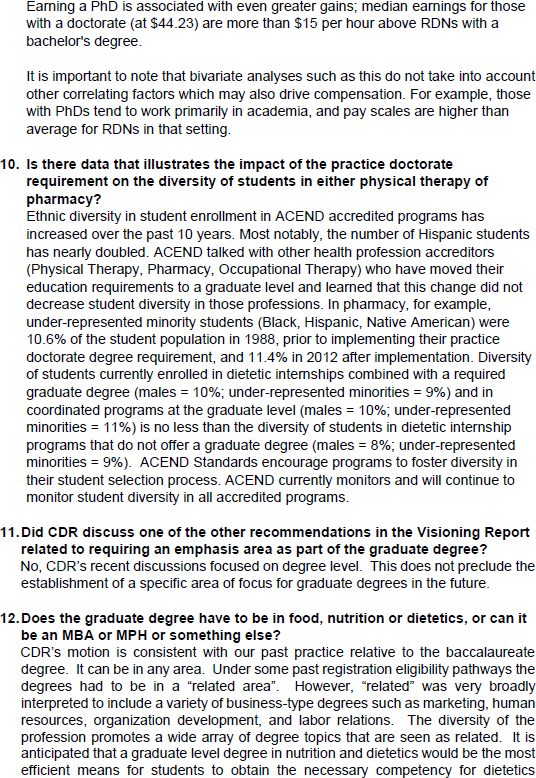 Earning a PhD is associated with even greater gains; median earnings for those
with a doctorate (at $44.23) are more than $15 per hour above RDNs with a
bachelor's degree.
It is important to note that bivariate analyses such as this do not take into account
other correlating factors which may also drive compensation. For example, those
with PhDs tend to work primarily in academia, and pay scales are higher than
average for RDNs in that setting.
10. Is there data that illustrates the impact of the practice doctorate
requirement on the diversity of students in either physical therapy of
pharmacy?
Ethnic diversity in student enrollment in ACEND accredited programs has
increased over the past 10 years. Most notably, the number of Hispanic students
has nearly doubled. ACEND talked with other health profession accreditors
(Physical Therapy, Pharmacy, Occupational Therapy) who have moved their
education requirements to a graduate level and learned that this change did not
decrease student diversity in those professions. In pharmacy, for example,
under-represented minority students (Black, Hispanic, Native American) were
10.6% of the student population in 1988, prior to implementing their practice
doctorate degree requirement, and 11.4% in 2012 after implementation. Diversity
of students currently enrolled in dietetic internships combined with a required
graduate degree (males = 10%; under-represented minorities = 9%) and in
coordinated programs at the graduate level (males = 10%; under-represented
minorities = 11%) is no less than the diversity of students in dietetic internship
programs that do not offer a graduate degree (males = 8%; under-represented
minorities = 9%).  ACEND Standards encourage programs to foster diversity in
their student selection process. ACEND currently monitors and will continue to
monitor student diversity in all accredited programs.
11. Did CDR discuss one of the other recommendations in the Visioning Report
related to requiring an emphasis area as part of the graduate degree?
No, CDR's recent discussions focused on degree level.  This does not preclude the
establishment of a specific area of focus for graduate degrees in the future.
12. Does the graduate degree have to be in food, nutrition or dietetics, or can it
be an MBA or MPH or something else?
CDR's motion is consistent with our past practice relative to the baccalaureate
degree.  It can be in any area.  Under some past registration eligibility pathways the
degrees had to be in a “related area”.  However, “related” was very broadly
interpreted to include a variety of business-type degrees such as marketing, human
resources, organization development, and labor relations.  The diversity of the
profession promotes a wide array of degree topics that are seen as related.  It is
anticipated that a graduate level degree in nutrition and dietetics would be the most
efficient means for students to obtain the necessary competency for dietetics